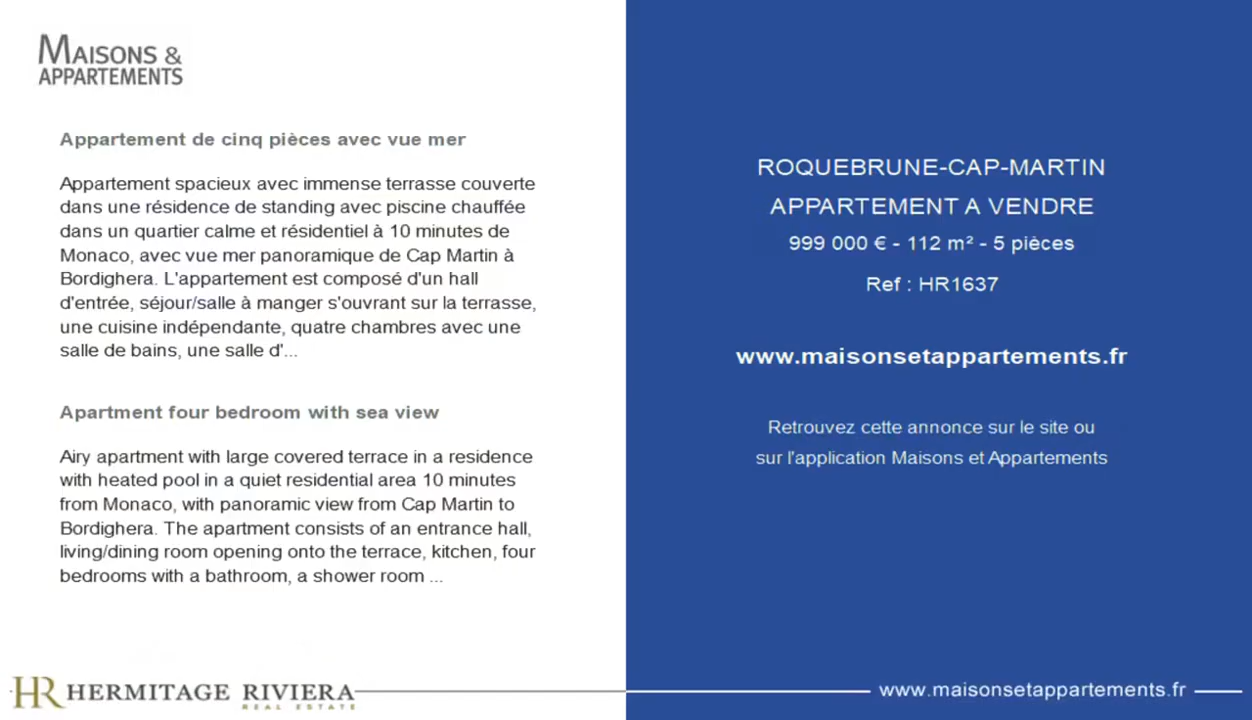 MAISONS &
APPARTEMENTS
Appartement de cinq pièces avec vue mer
Appartement spacieux avec immense terrasse couverte
dans une résidence de standing avec piscine chauffée
dans un quartier calme et résidentiel à 10 minutes de
Monaco, avec vue mer panoramique de Cap Martin à
Bordighera. L'appartement est composé d'un hall
d'entrée, séjour/salle à manger s'ouvrant sur la terrasse,
une cuisine indépendante, quatre chambres avec une
salle de bains, une salle d'...
Apartment four bedroom with sea view
Airy apartment with large covered terrace in a residence
with heated pool in a quiet residential area 10 minutes
from Monaco, with panoramic view from Cap Martin to
Bordighera. The apartment consists of an entrance hall,
living/dining room opening onto the terrace, kitchen, four
bedrooms with a bathroom, a shower room ...
HR HERMITAGE RIVIERA
REAL ESTATE
ROQUEBRUNE-CAP-MARTIN
APPARTEMENT A VENDRE
999 000 € - 112 m² - 5 pièces
Ref : HR1637
www.maisonsetappartements.fr
Retrouvez cette annonce sur le site ou
sur l'application Maisons et Appartements
www.maisonsetappartements.fr